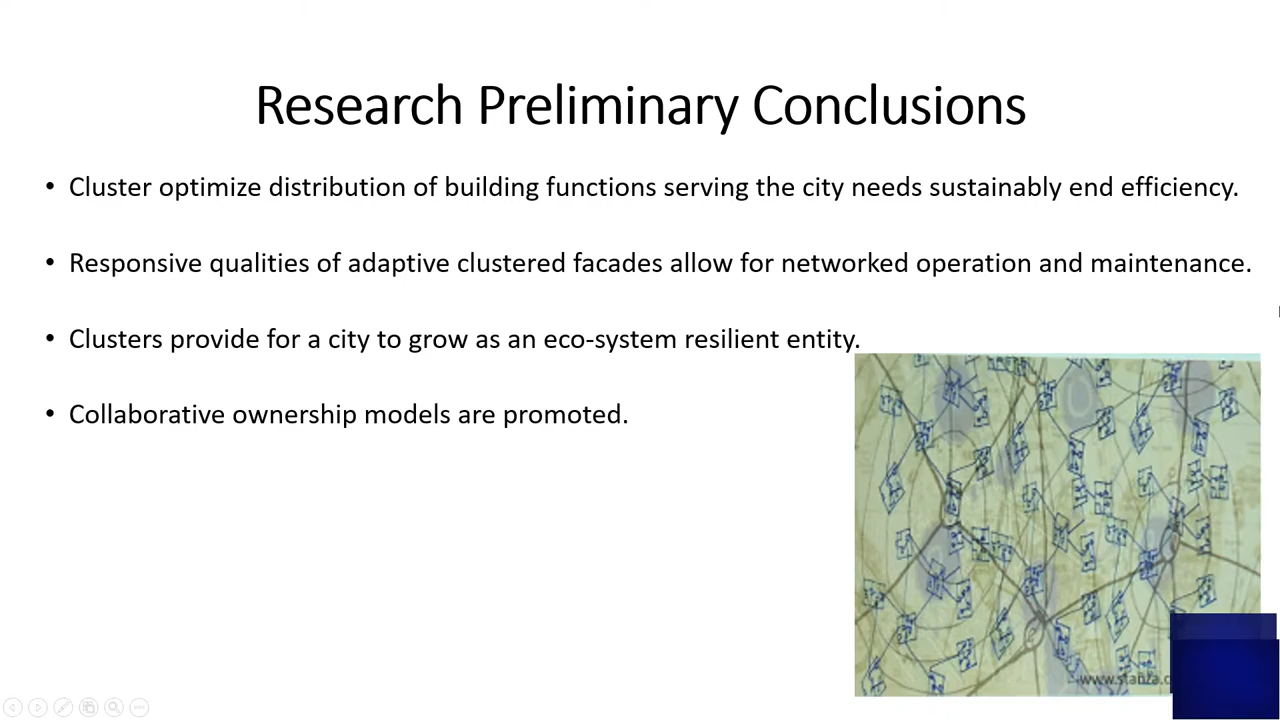 Research Preliminary Conclusions
• Cluster optimize distribution of building functions serving the city needs sustainably end efficiency.
• Responsive qualities of adaptive clustered facades allow for networked operation and maintenance.
• Clusters provide for a city to grow as an eco-system resilient entity.
• Collaborative ownership models are promoted.
www.stanza.c